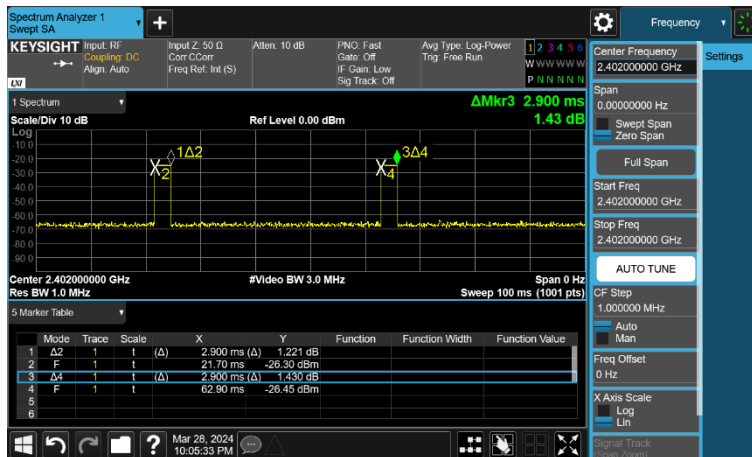 Spectrum Analyzer 1
Swept SA
Frequency
KEYSIGHT
Input: RF
Coupling: DC
Align: Auto
Input Z: 50 Ω
Corr CCorr
Freq Ref: Int (S)
Atten: 10 dB
PNO: Fast
Gate: Off
IF Gain: Low
Sig Track: Off
Avg Type: Log-Power
Trig: Free Run
1 2 3 4 5 6
W W W W W W
P N N N N N
LXI
1 Spectrum
ΔMkr3 2.900 ms
1.43 dB
Scale/Div 10 dB
Ref Level 0.00 dBm
Log
-10.0
-20.0
-30.0
-40.0
-50.0
-60.0
-70.0
-80.0
-90.0
1Δ2
X2
3Δ4
X4
Center 2.402000000 GHz
#Video BW 3.0 MHz
Span 0 Hz
Res BW 1.0 MHz
Sweep 100 ms (1001 pts)
5 Marker Table
Mode Trace Scale X Y Function Function Width Function Value
1 Δ2 1 t (Δ) 2.900 ms (Δ) 1.221 dB
2 F 1 t 21.70 ms -26.30 dBm
3 Δ4 1 t (Δ) 2.900 ms (Δ) 1.430 dB
4 F 1 t 62.90 ms -26.45 dBm
5
6
Mar 28, 2024
10:05:33 PM
Center Frequency
2.402000000 GHz
Settings
Span
0.00000000 Hz
Swept Span
Zero Span
Full Span
Start Freq
2.402000000 GHz
Stop Freq
2.402000000 GHz
AUTO TUNE
CF Step
1.000000 MHz
Auto
Man
Freq Offset
0 Hz
X Axis Scale
Log
Lin
Signal Track
(Span Zoom)